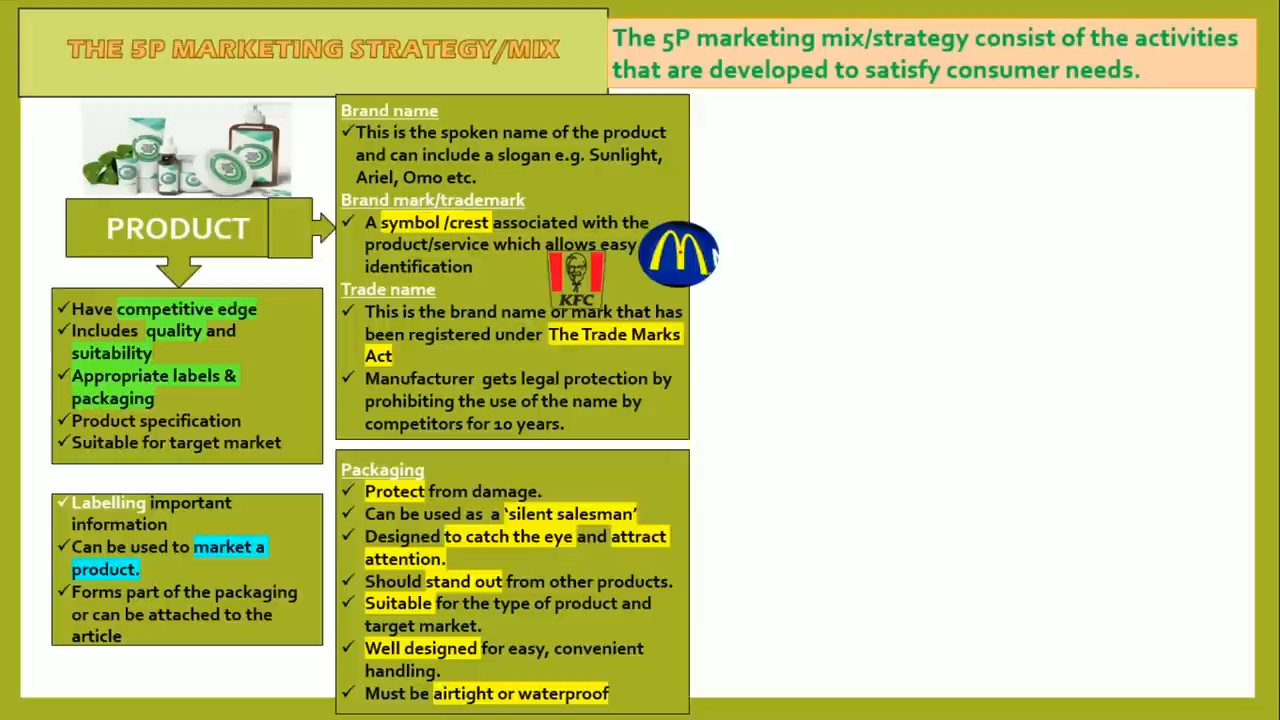 THE 5P MARKETING STRATEGY/MIX
The 5P marketing mix/strategy consist of the activities
that are developed to satisfy consumer needs.
PRODUCT
✓Have competitive edge
✓Includes quality and
suitability
✓Appropriate labels &
packaging
✓Product specification
✓Suitable for target market
✓Labelling important
information
✓Can be used to market a
product.
✓Forms part of the packaging
or can be attached to the
article
Brand name
✓This is the spoken name of the product
and can include a slogan e.g. Sunlight,
Ariel, Omo etc.
Brand mark/trademark
✓ A symbol /crest associated with the
product/service which allows easy
identification
KFC
Trade name
✓ This is the brand name or mark that has
been registered under The Trade Marks
Act
✓ Manufacturer gets legal protection by
prohibiting the use of the name by
competitors for 10 years.
Packaging
✓ Protect from damage.
✓ Can be used as a ‘silent salesman’
✓ Designed to catch the eye and attract
attention.
✓ Should stand out from other products.
✓ Suitable for the type of product and
target market.
✓ Well designed for easy, convenient
handling.
✓ Must be airtight or waterproof